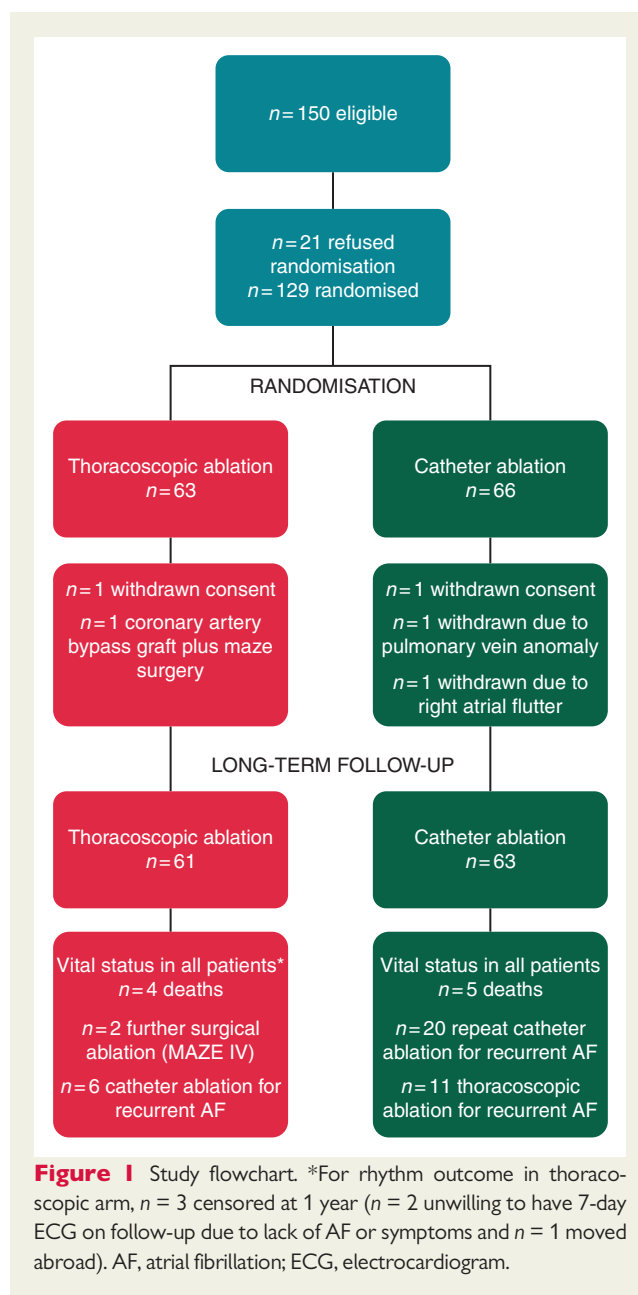 n=150 eligible
n=21 refused
randomisation
n=129 randomised
RANDOMISATION
Thoracoscopic ablation
n=63
Catheter ablation
n=66
n=1 withdrawn consent
n=1 coronary artery
bypass graft plus maze
surgery
n=1 withdrawn consent
n=1 withdrawn due to
pulmonary vein anomaly
n=1 withdrawn due to
right atrial flutter
LONG-TERM FOLLOW-UP
Thoracoscopic ablation
n=61
Catheter ablation
n=63
Vital status in all patients*
n=4 deaths
n=2 further surgical
ablation (MAZE IV)
n=6 catheter ablation for
recurrent AF
Vital status in all patients
n=5 deaths
n=20 repeat catheter
ablation for recurrent AF
n=11 thoracoscopic
ablation for recurrent AF
Figure 1 Study flowchart. *For rhythm outcome in thoraco-
scopic arm, n = 3 censored at 1 year (n = 2 unwilling to have 7-day
ECG on follow-up due to lack of AF or symptoms and n = 1 moved
abroad). AF, atrial fibrillation; ECG, electrocardiogram.